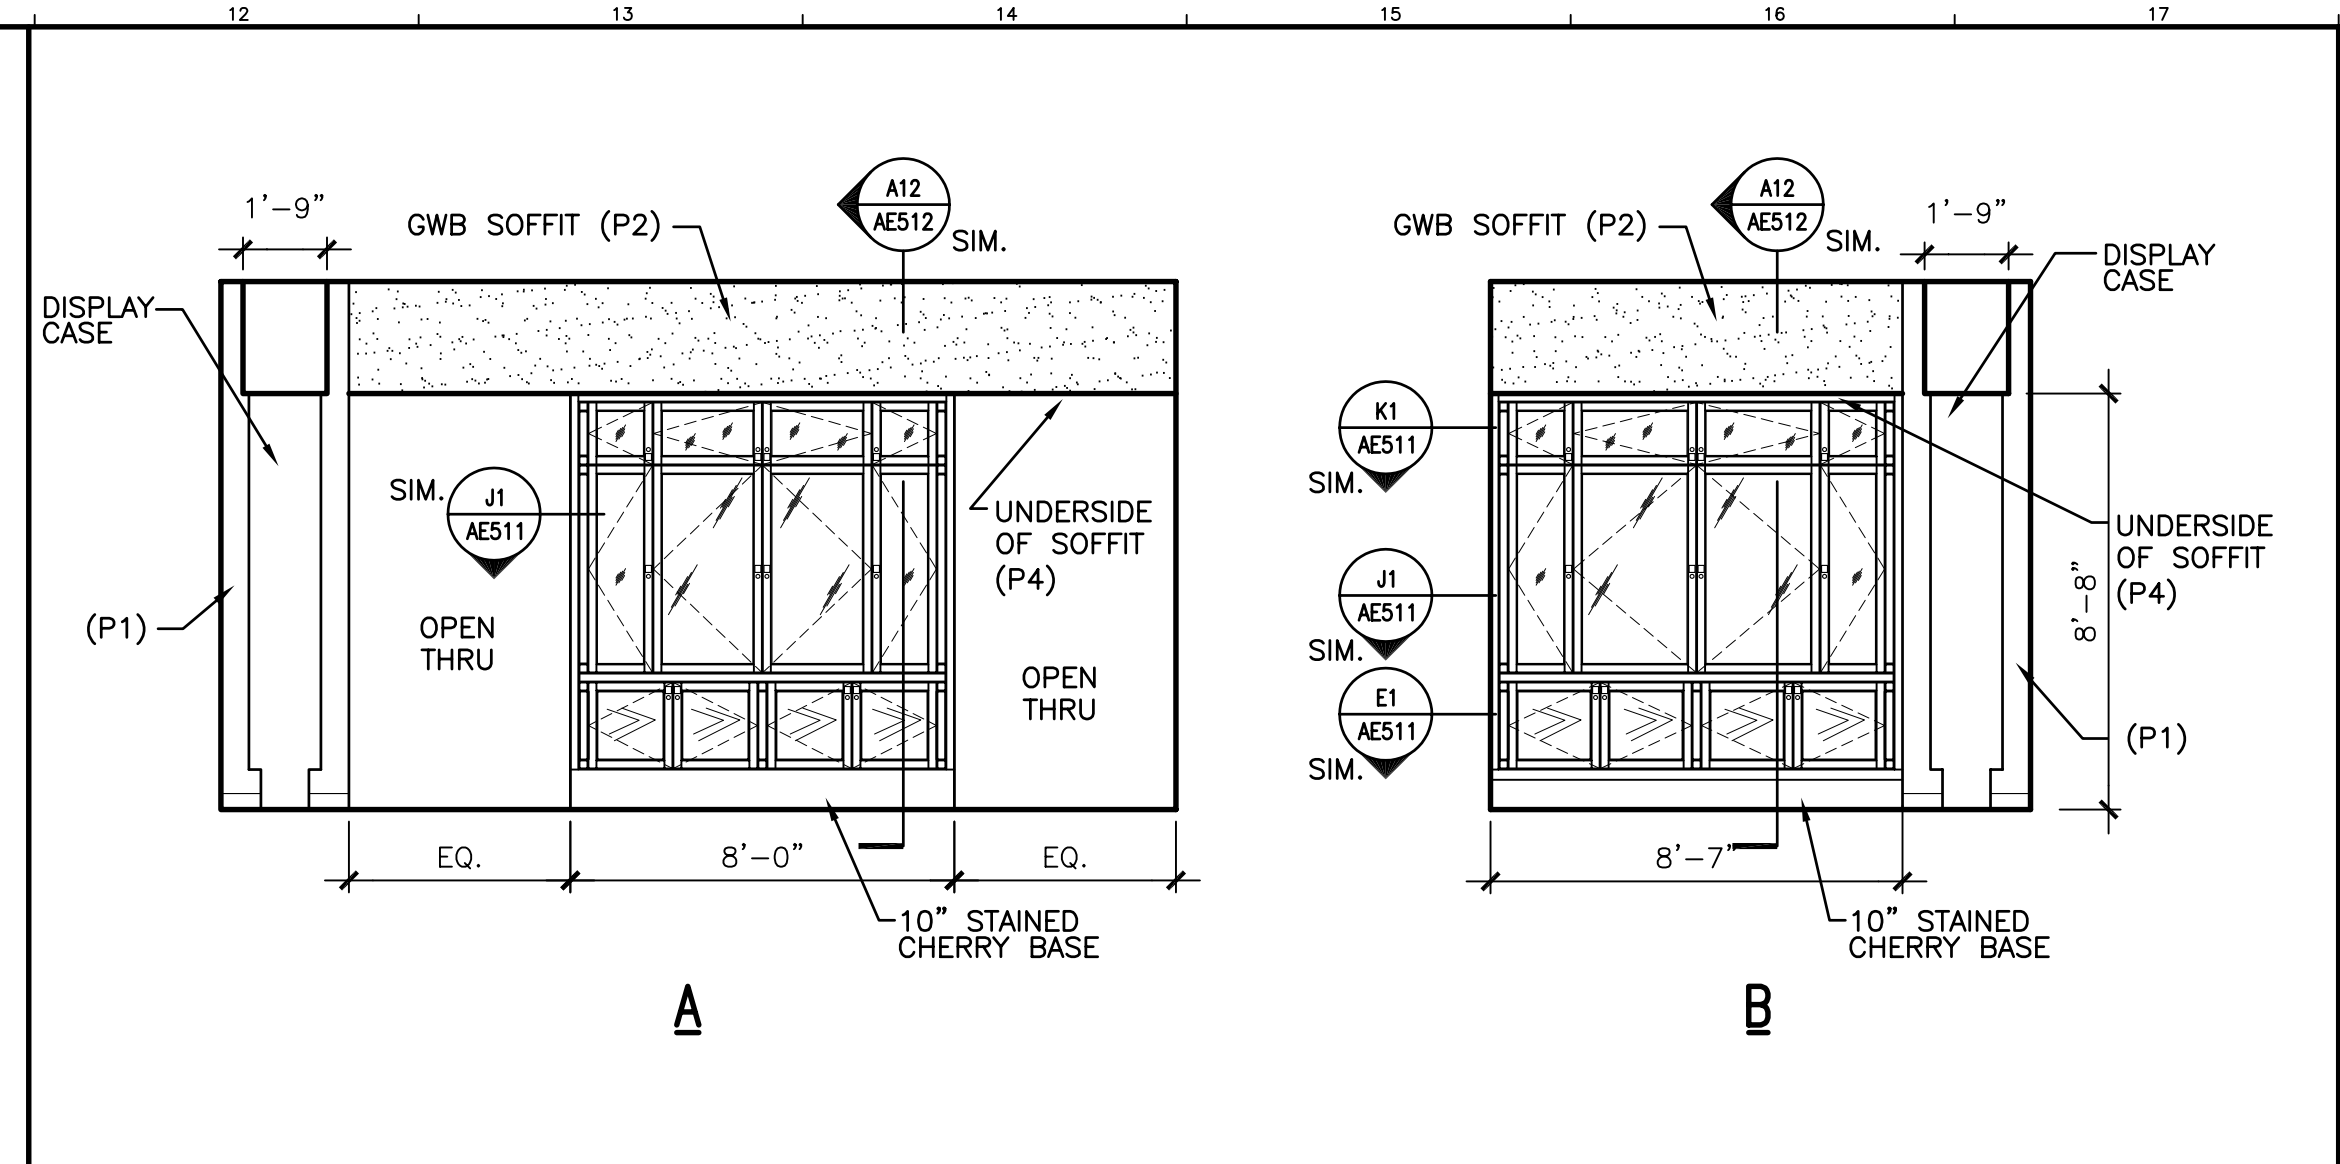 12 13 14 15 16 17
1'-9"
GWB SOFFIT (P2)
A12
AE512
SIM.
DISPLAY
CASE
SIM.
J1
AE511
UNDERSIDE
OF SOFFIT
(P4)
(P1)
OPEN
THRU
OPEN
THRU
EQ.
8'-0"
EQ.
10" STAINED
CHERRY BASE
A
GWB SOFFIT (P2)
A12
AE512
SIM.
1'-9"
DISPLAY
CASE
K1
AE511
SIM.
J1
AE511
SIM.
E1
AE511
SIM.
UNDERSIDE
OF SOFFIT
(P4)
8'-8"
(P1)
8'-7"
10" STAINED
CHERRY BASE
B